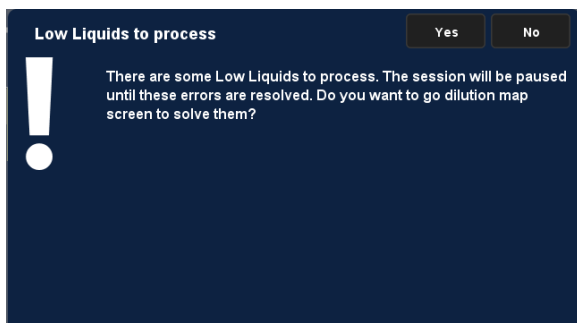 Low Liquids to process
Yes
No
There are some Low Liquids to process. The session will be paused
until these errors are resolved. Do you want to go dilution map
screen to solve them?